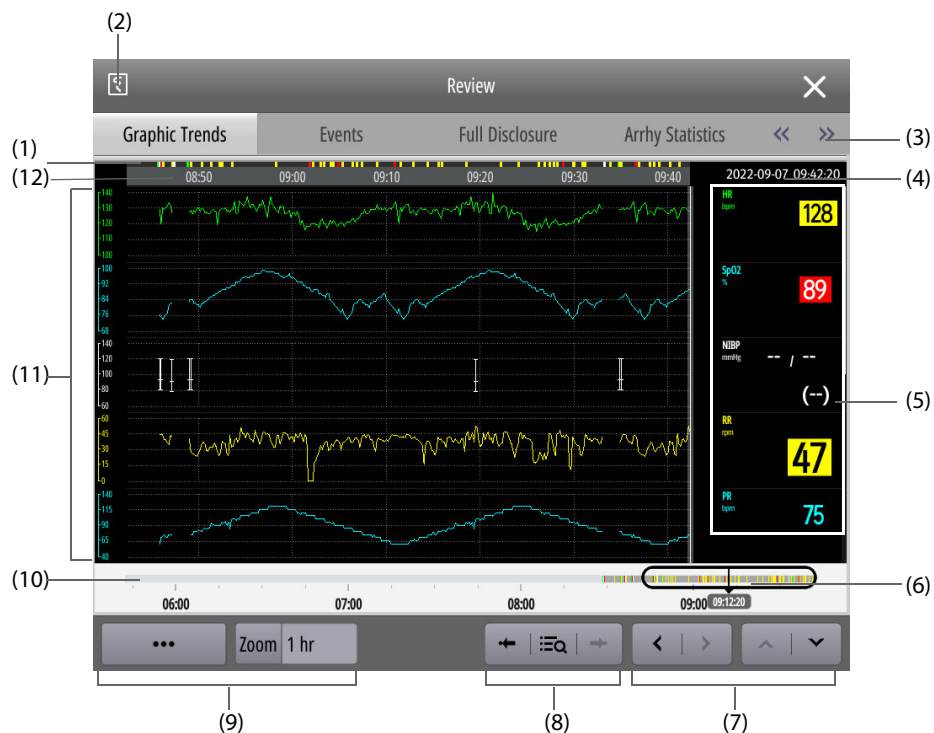 (2)
Review
Graphic Trends Events Full Disclosure Arrhy Statistics
(3)
(1)
(12)
08:50 09:00 09:10 09:20 09:30 09:40
2022-09-07 09:42:20
(4)
140
130
120
110
100
HR
bpm
128
100
92
84
76
68
SpO2
%
89
(11)
140
120
100
80
60
NIBP
mmHg
-- / --
(--)
(5)
60
45
30
15
0
RR
rpm
47
140
115
90
65
40
PR
bpm
75
(10)
(6)
06:00 07:00 08:00 09:00 09:12:20
••• Zoom 1 hr
(9) (8) (7)